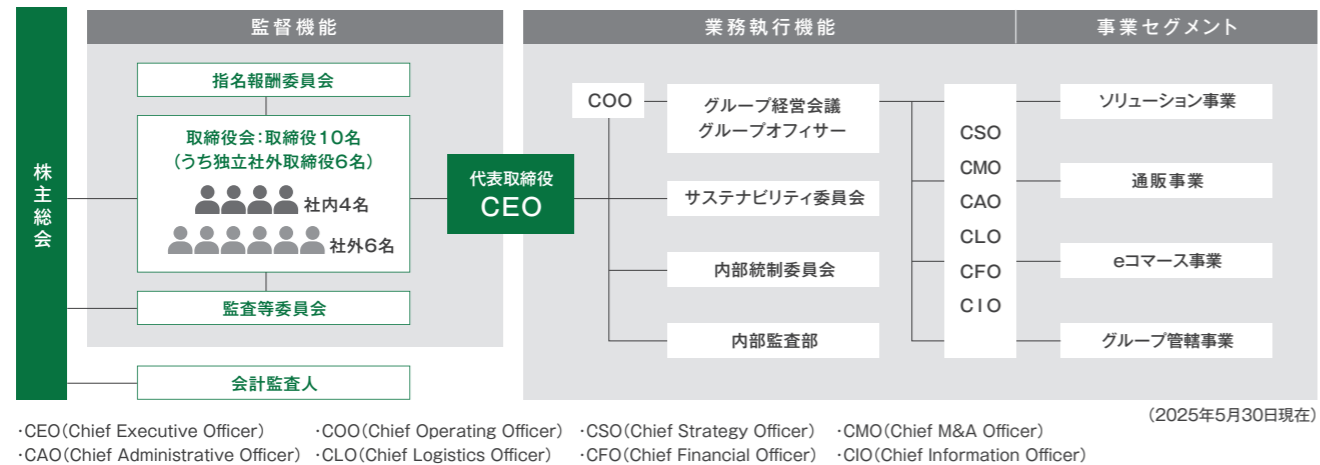 監督機能
業務執行機能
事業セグメント
株主総会
指名報酬委員会
取締役会：取締役10名
（うち独立社外取締役6名）
社内4名
社外6名
監査等委員会
会計監査人
代表取締役
CEO
COO
グループ経営会議
グループオフィサー
サステナビリティ委員会
内部統制委員会
内部監査部
CSO
CMO
CAO
CLO
CFO
CIO
ソリューション事業
通販事業
eコマース事業
グループ管轄事業
（2025年5月30日現在）
・CEO（Chief Executive Officer） ・COO（Chief Operating Officer） ・CSO（Chief Strategy Officer） ・CMO（Chief M&A Officer）
・CAO（Chief Administrative Officer） ・CLO（Chief Logistics Officer） ・CFO（Chief Financial Officer） ・CIO（Chief Information Officer）